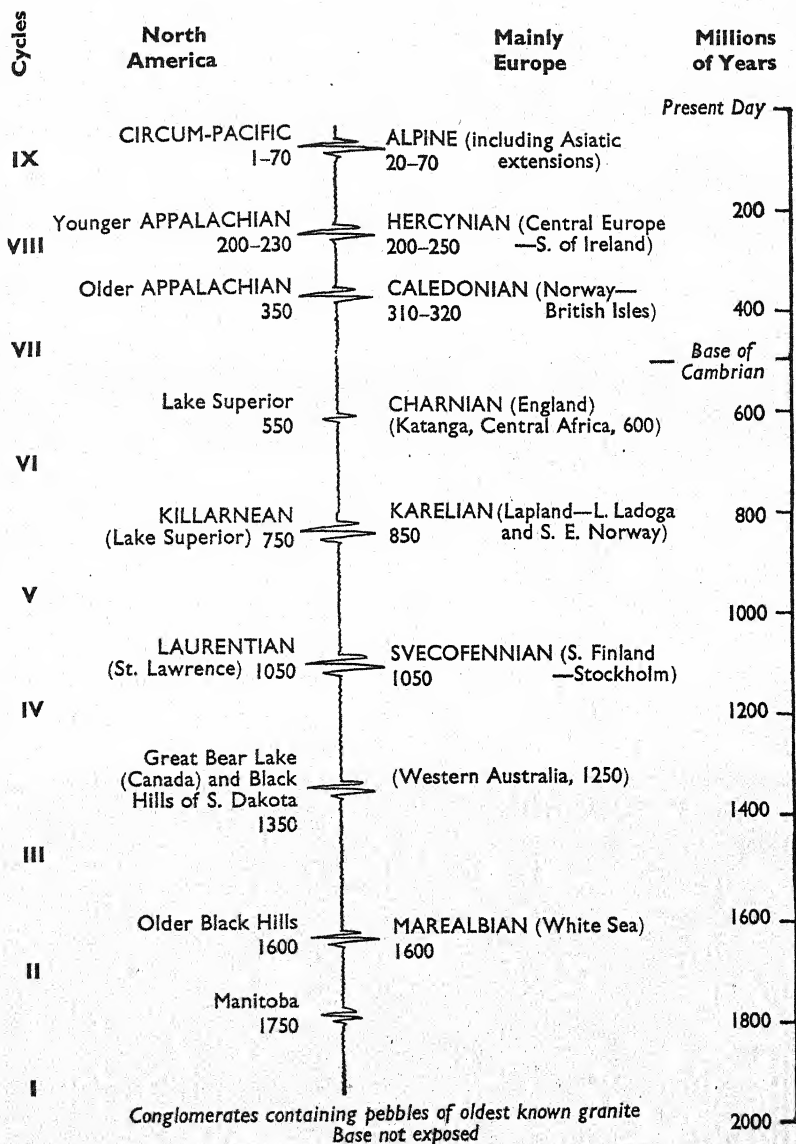 Cycles
North
America
Mainly
Europe
Millions
of Years
Present Day
CIRCUM-PACIFIC
1–70
ALPINE (including Asiatic
20–70 extensions)
IX
200
Younger APPALACHIAN
200–230
HERCYNIAN (Central Europe
200–250 —S. of Ireland)
VIII
Older APPALACHIAN
350
CALEDONIAN (Norway—
310–320 British Isles)
400
VII
Base of
Cambrian
Lake Superior
550
CHARNIAN (England)
(Katanga, Central Africa, 600)
600
VI
KILLARNEAN
(Lake Superior) 750
KARELIAN (Lapland—L. Ladoga
850 and S. E. Norway)
800
V
1000
LAURENTIAN
(St. Lawrence) 1050
SVECOFENNIAN (S. Finland
1050 —Stockholm)
IV
1200
Great Bear Lake
(Canada) and Black
Hills of S. Dakota
1350
(Western Australia, 1250)
1400
III
Older Black Hills
1600
MAREALBIAN (White Sea)
1600
1600
II
Manitoba
1750
1800
I
Conglomerates containing pebbles of oldest known granite
Base not exposed
2000